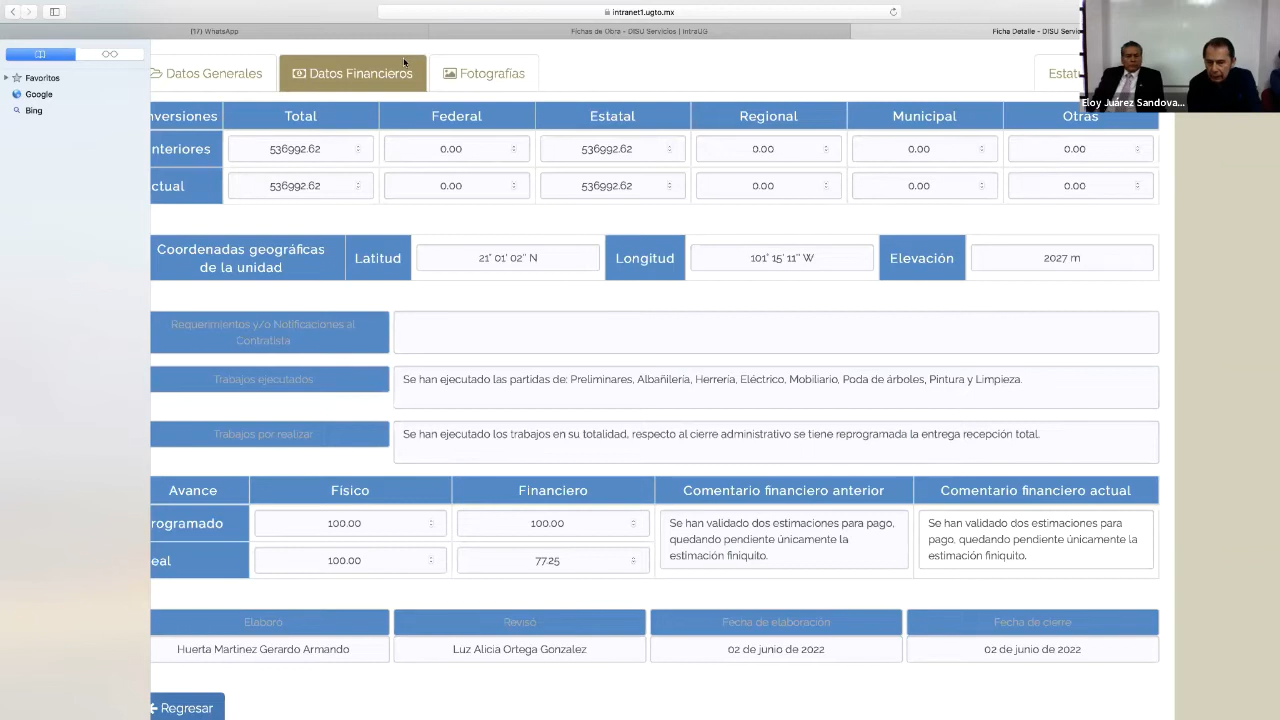 intranet1.ugto.mx
(17) WhatsApp
Fichas de Obra - DISU Servicios | IntraUG
Ficha Detalle - DISU Servic
Eloy Juárez Sandova...
Favoritos
Google
Bing
Datos Generales
Datos Financieros
Fotografías
Estat
nversiones Total Federal Estatal Regional Municipal Otras
nteriores 536992.62 0.00 536992.62 0.00 0.00 0.00
ctual 536992.62 0.00 536992.62 0.00 0.00 0.00
Coordenadas geográficas
de la unidad
Latitud 21° 01' 02" N Longitud 101° 15' 11" W Elevación 2027 m
Requerimientos y/o Notificaciones al
Contratista
Trabajos ejecutados
Se han ejecutado las partidas de: Preliminares, Albañilería, Herrería, Eléctrico, Mobiliario, Poda de árboles, Pintura y Limpieza.
Trabajos por realizar
Se han ejecutado los trabajos en su totalidad, respecto al cierre administrativo se tiene reprogramada la entrega recepción total.
Avance Físico Financiero Comentario financiero anterior Comentario financiero actual
rogramado 100.00 100.00
eal 100.00 77.25
Se han validado dos estimaciones para pago,
quedando pendiente únicamente la
estimación finiquito.
Se han validado dos estimaciones para
pago, quedando pendiente únicamente la
estimación finiquito.
Elaboró Revisó Fecha de elaboración Fecha de cierre
Huerta Martinez Gerardo Armando Luz Alicia Ortega Gonzalez 02 de junio de 2022 02 de junio de 2022
Regresar